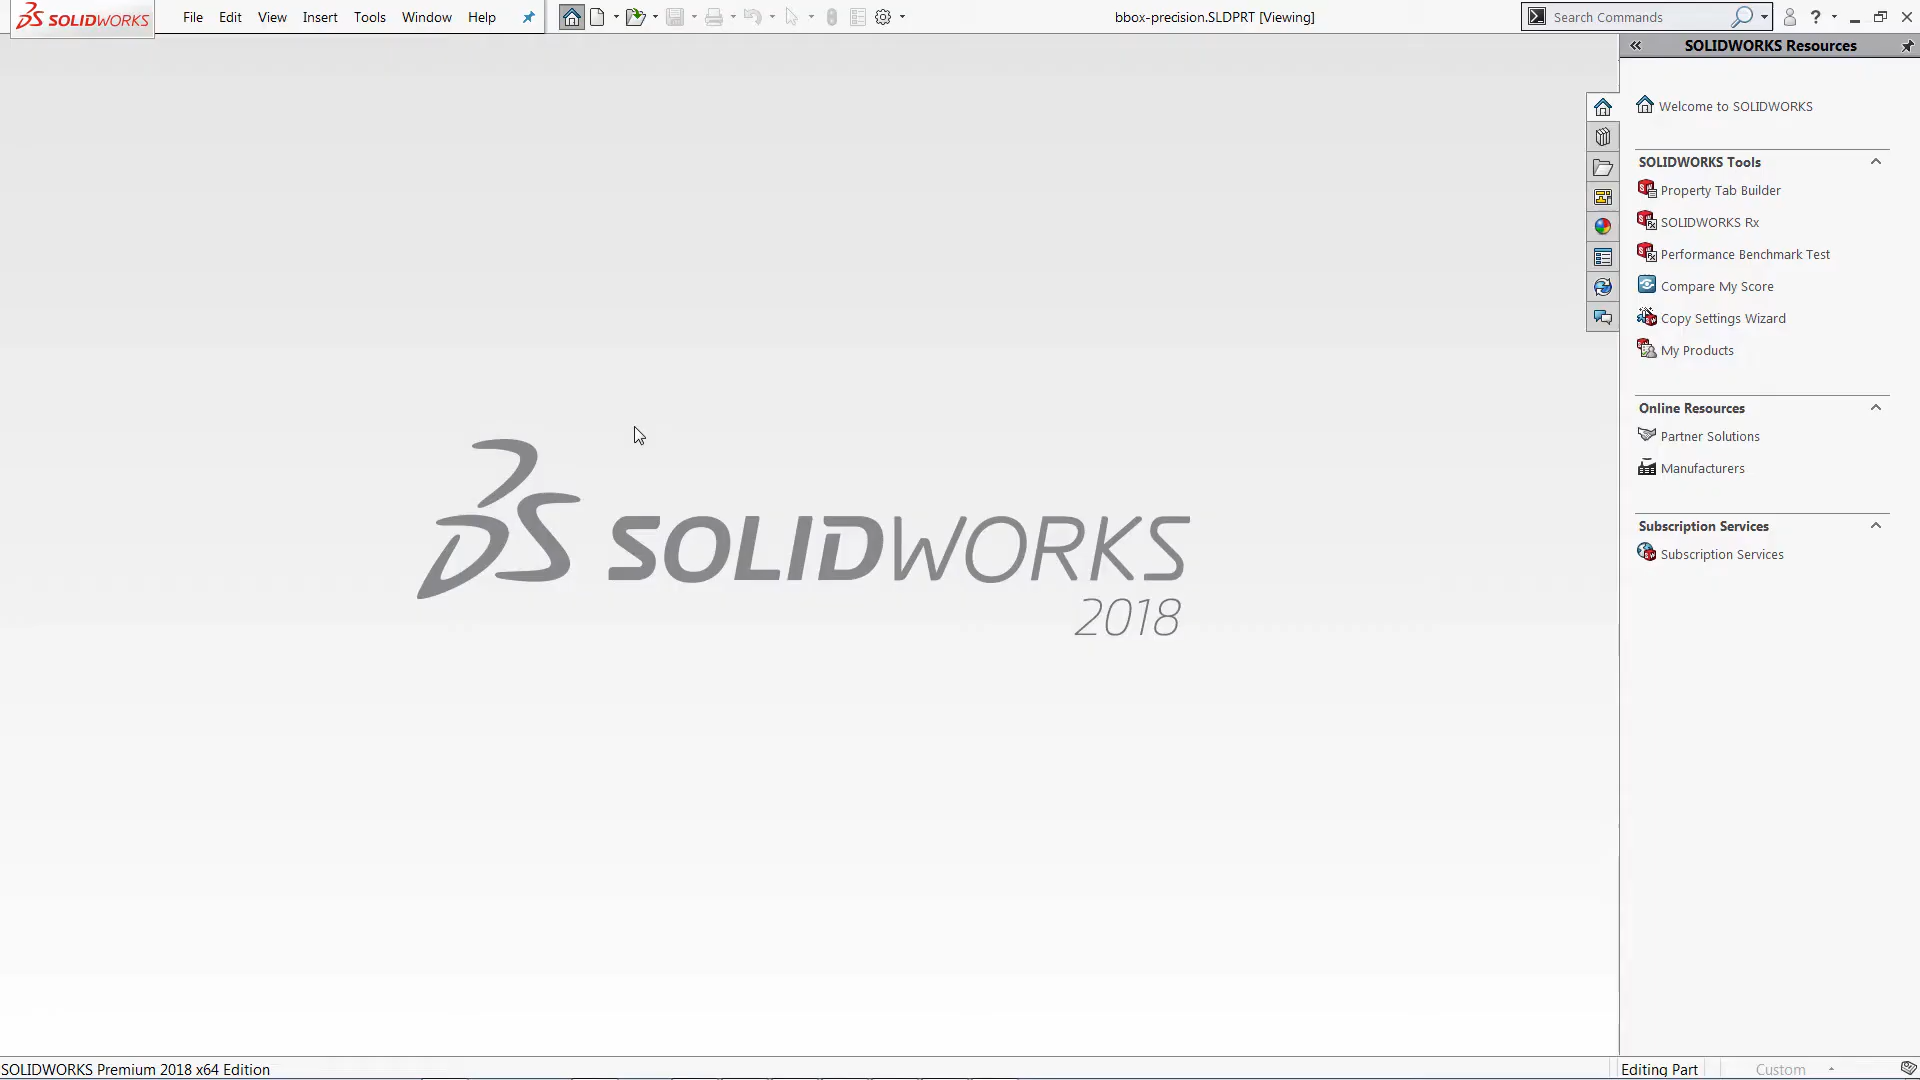 SOLIDWORKS File Edit View Insert Tools Window Help bbox-precision.SLDPRT [Viewing] Search Commands ?
SOLIDWORKS Resources
Welcome to SOLIDWORKS
SOLIDWORKS Tools
Property Tab Builder
SOLIDWORKS Rx
Performance Benchmark Test
Compare My Score
Copy Settings Wizard
My Products
Online Resources
Partner Solutions
Manufacturers
Subscription Services
Subscription Services
SOLIDWORKS
2018
SOLIDWORKS Premium 2018 x64 Edition Editing Part Custom